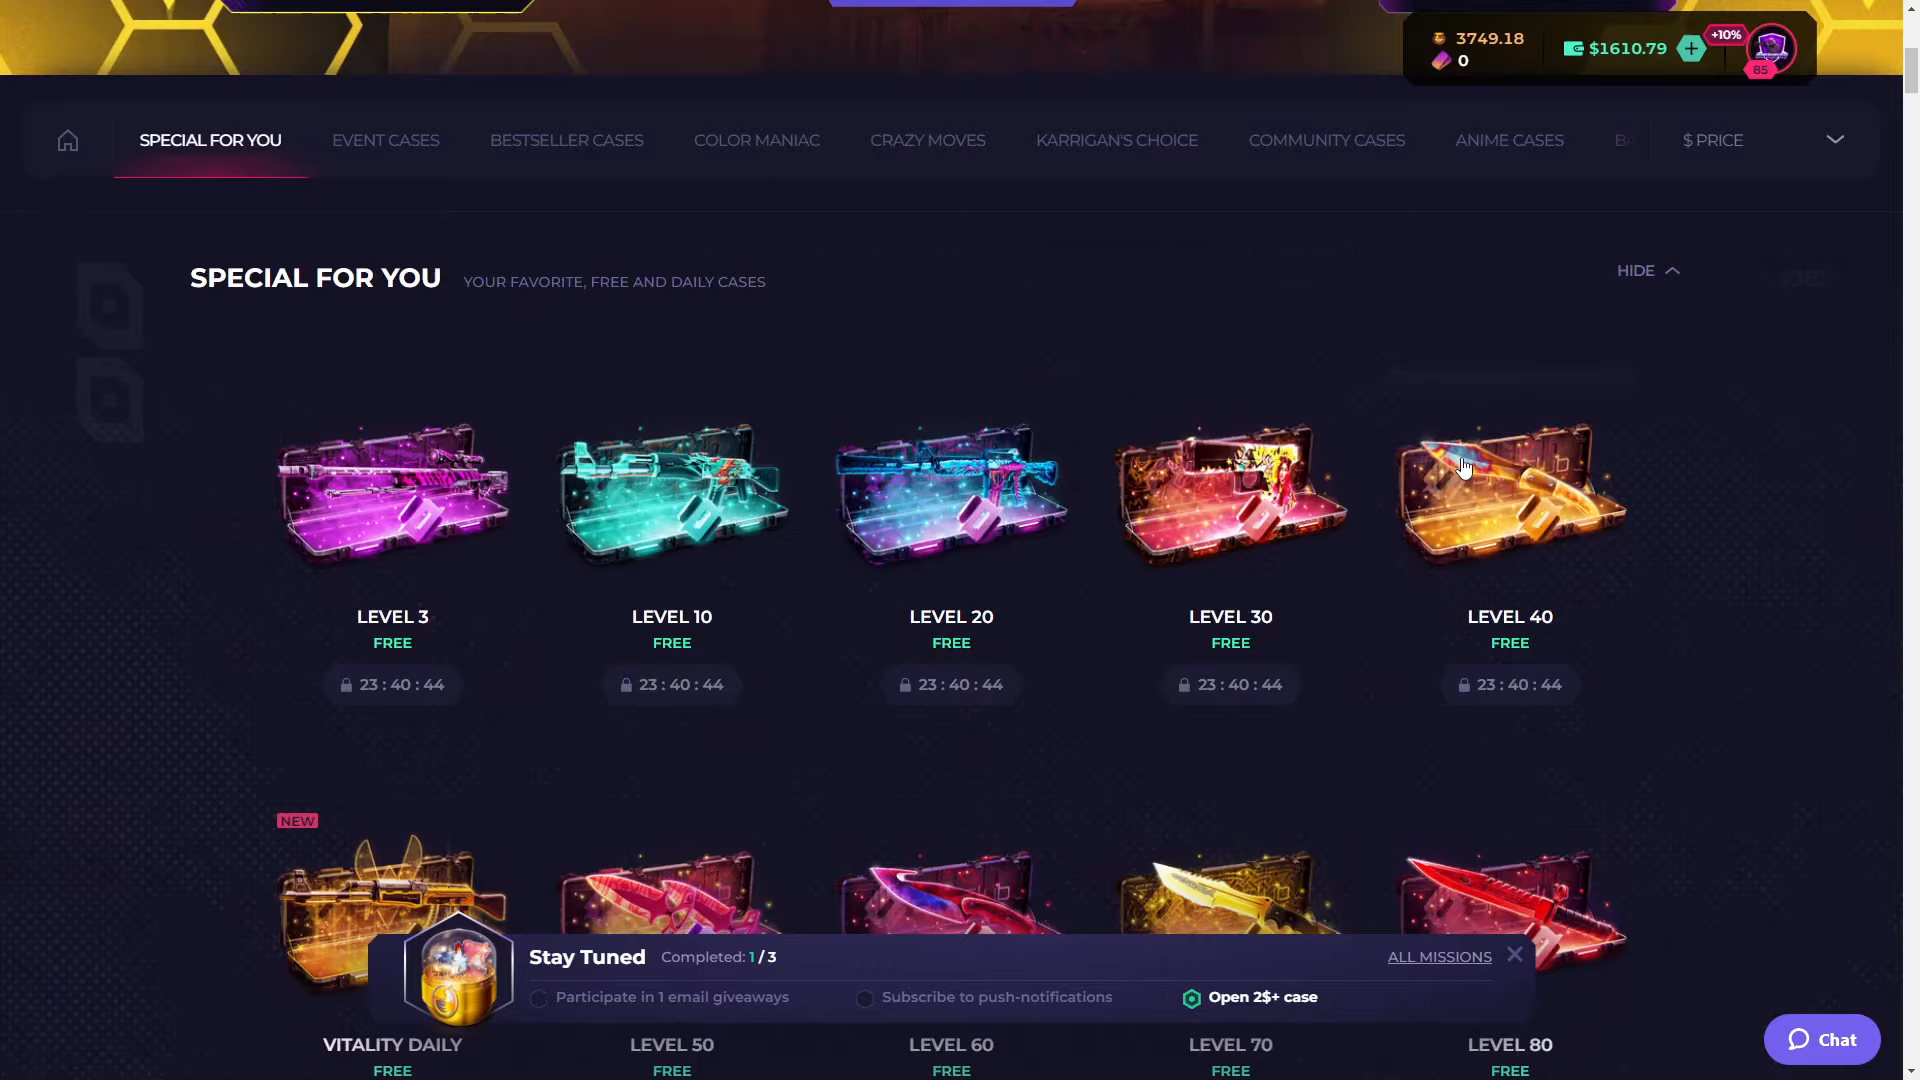 3749.18
0
$1610.79
+10%
85
SPECIAL FOR YOU
EVENT CASES
BESTSELLER CASES
COLOR MANIAC
CRAZY MOVES
KARRIGAN'S CHOICE
COMMUNITY CASES
ANIME CASES
$ PRICE
SPECIAL FOR YOU
YOUR FAVORITE, FREE AND DAILY CASES
HIDE
LEVEL 3
FREE
23 : 40 : 44
LEVEL 10
FREE
23 : 40 : 44
LEVEL 20
FREE
23 : 40 : 44
LEVEL 30
FREE
23 : 40 : 44
LEVEL 40
FREE
23 : 40 : 44
NEW
Stay Tuned
Completed: 1 / 3
ALL MISSIONS
Participate in 1 email giveaways
Subscribe to push-notifications
Open 2$+ case
VITALITY DAILY
FREE
LEVEL 50
FREE
LEVEL 60
FREE
LEVEL 70
FREE
LEVEL 80
FREE
Chat